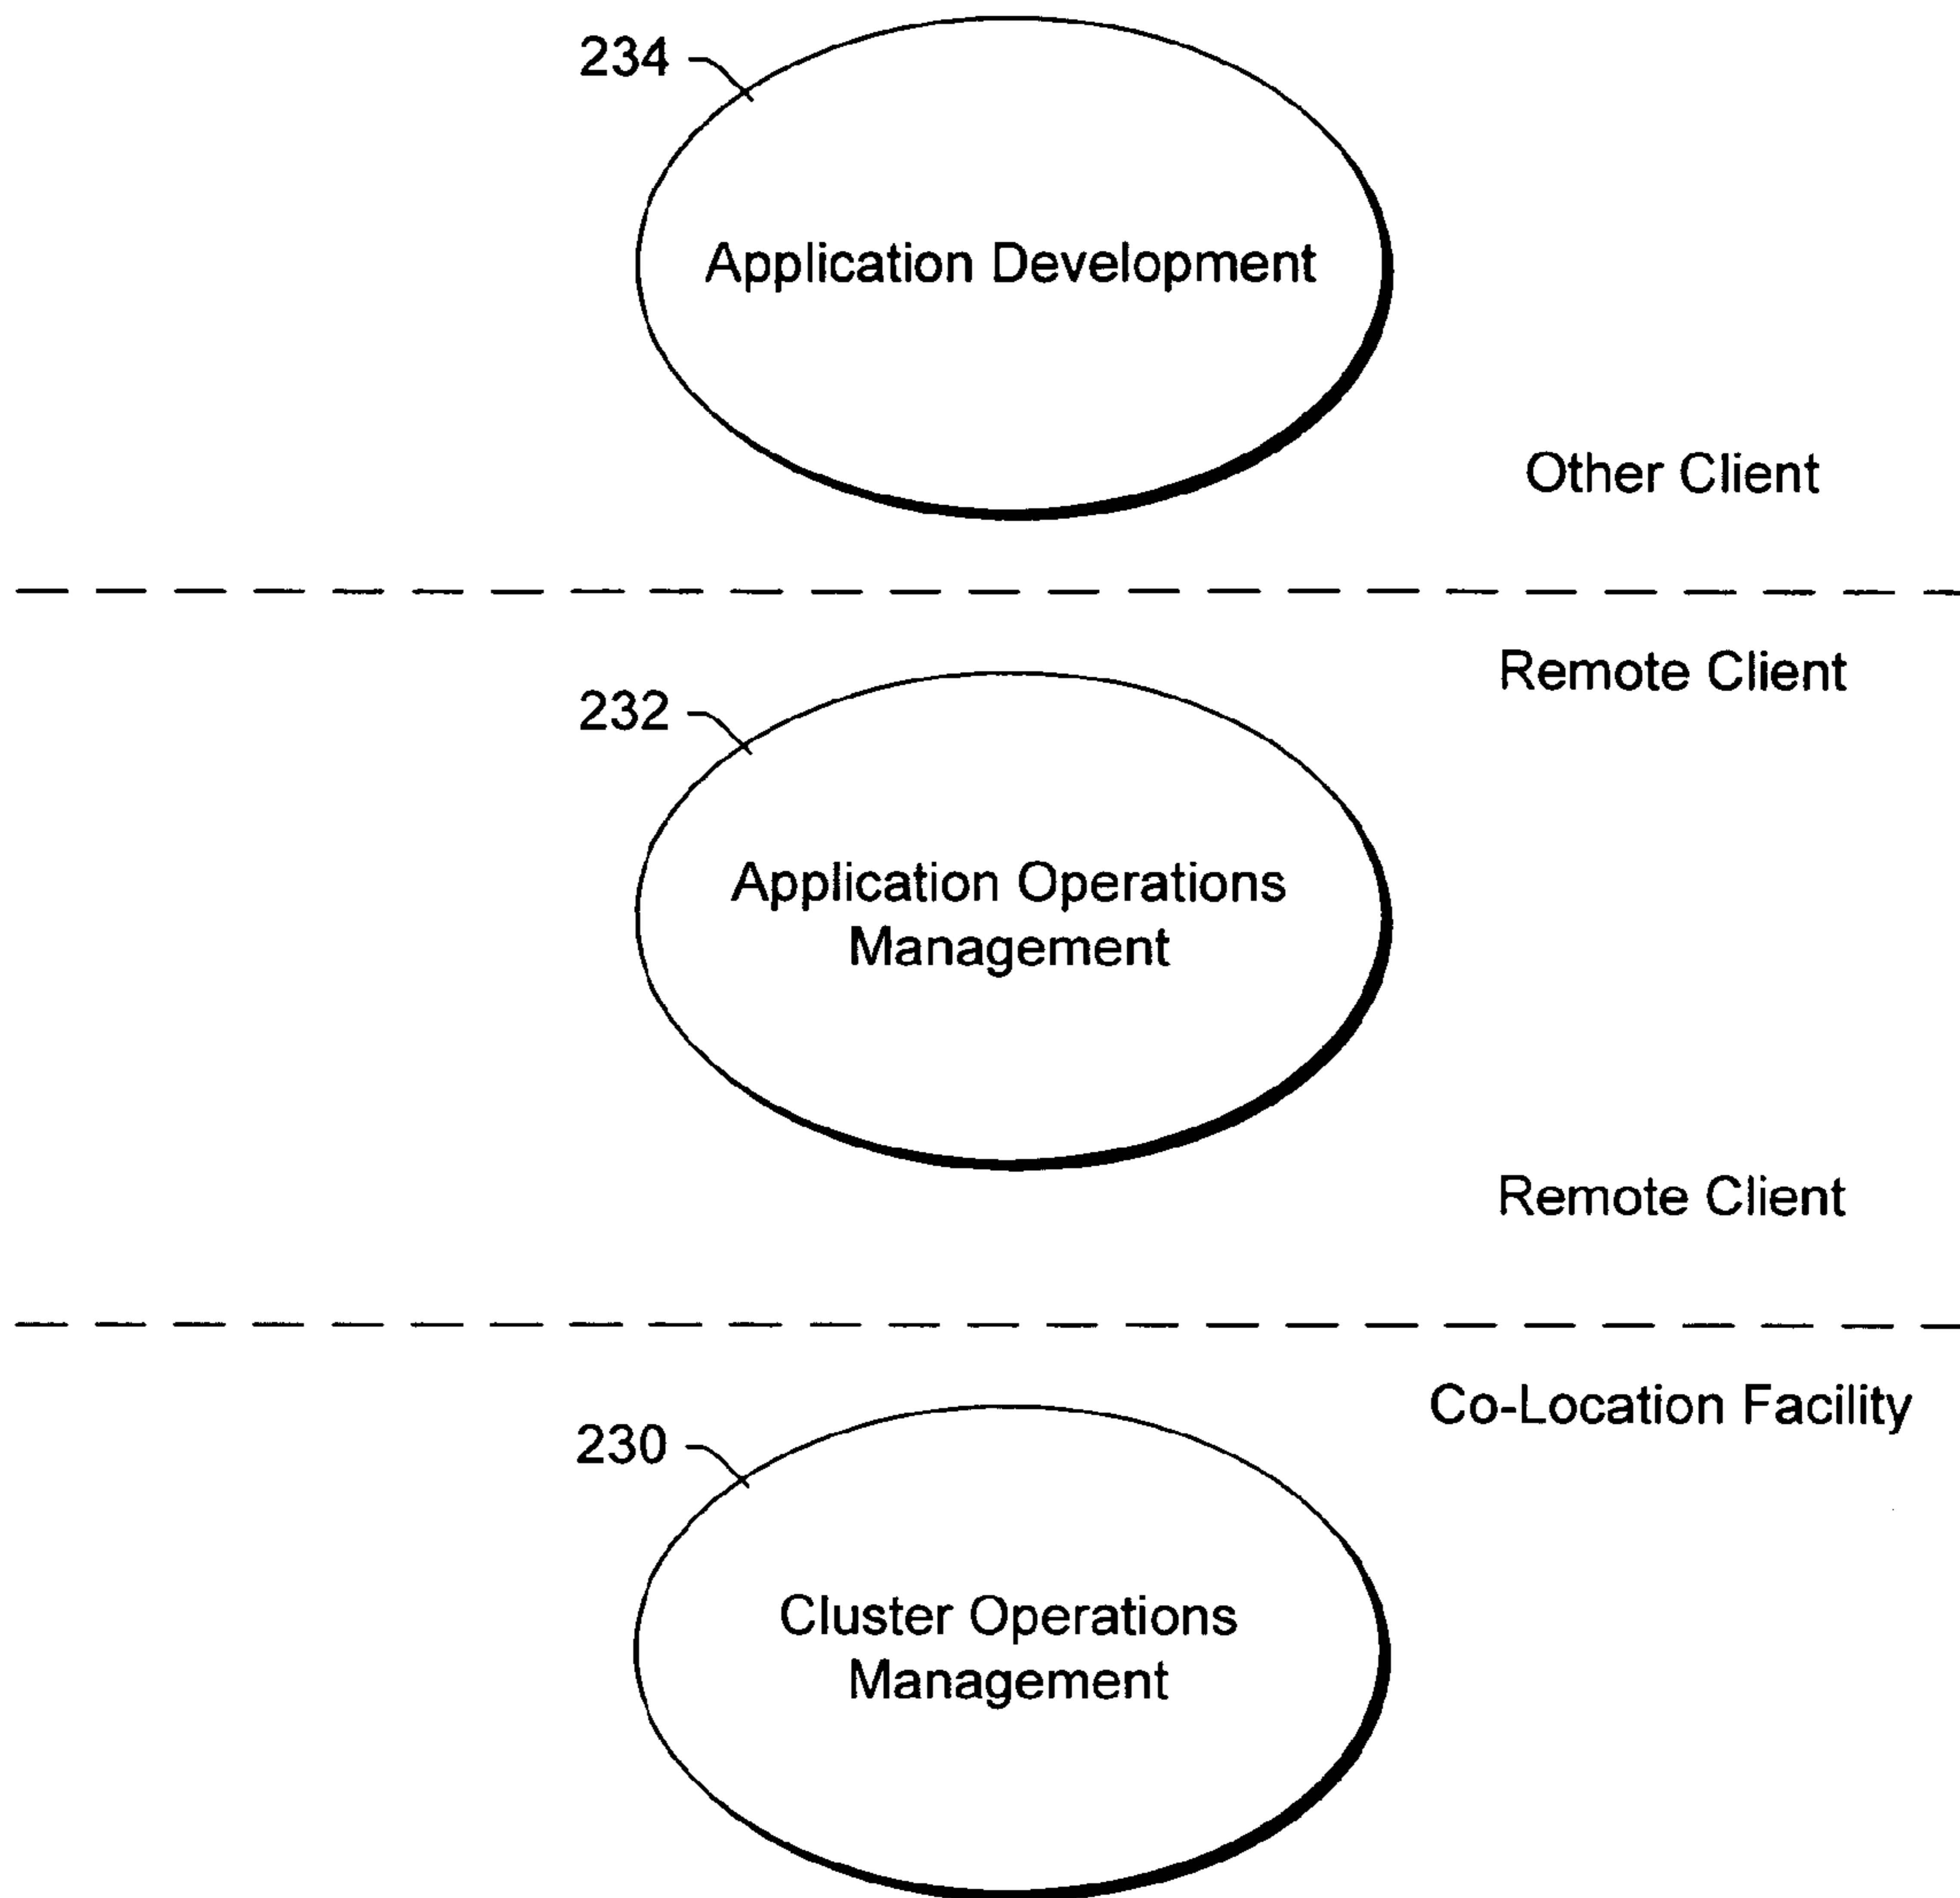 234
Application Development
Other Client
Remote Client
232
Application Operations
Management
Remote Client
Co-Location Facility
230
Cluster Operations
Management